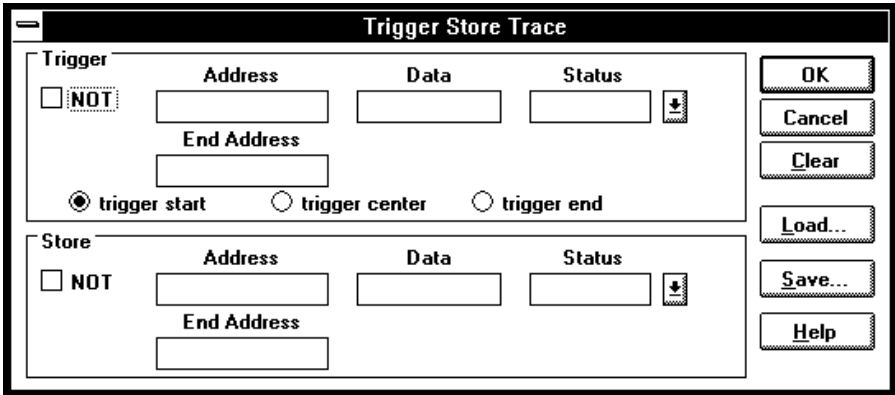 Trigger Store Trace
Trigger
Address Data Status
NOT
End Address
trigger start trigger center trigger end
Store
Address Data Status
NOT
End Address
OK
Cancel
Clear
Load...
Save...
Help